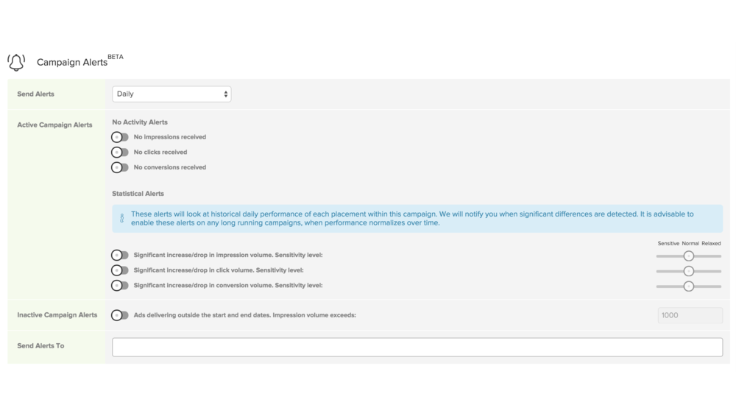 Campaign Alerts BETA
Send Alerts
Daily
Active Campaign Alerts
No Activity Alerts
No impressions received
No clicks received
No conversions received
Statistical Alerts
These alerts will look at historical daily performance of each placement within this campaign. We will notify you when significant differences are detected. It is advisable to
enable these alerts on any long running campaigns, when performance normalizes over time.
Sensitive Normal Relaxed
Significant increase/drop in impression volume. Sensitivity level:
Significant increase/drop in click volume. Sensitivity level:
Significant increase/drop in conversion volume. Sensitivity level:
Inactive Campaign Alerts
Ads delivering outside the start and end dates. Impression volume exceeds:
1000
Send Alerts To